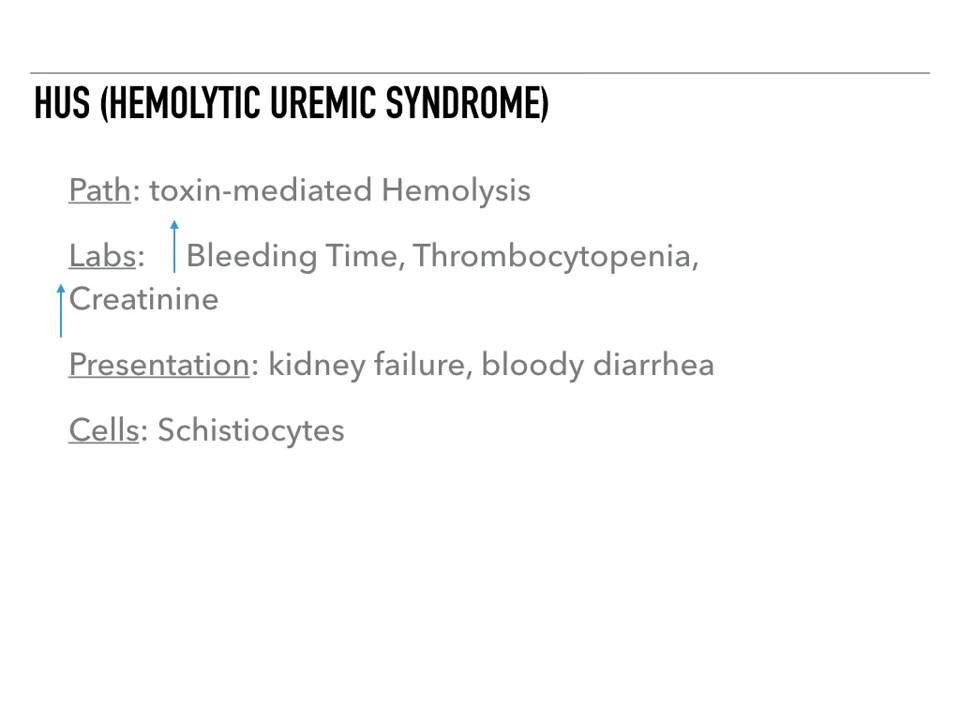 HUS (HEMOLYTIC UREMIC SYNDROME)
Path: toxin-mediated Hemolysis
Labs: Bleeding Time, Thrombocytopenia,
Creatinine
Presentation: kidney failure, bloody diarrhea
Cells: Schistiocytes